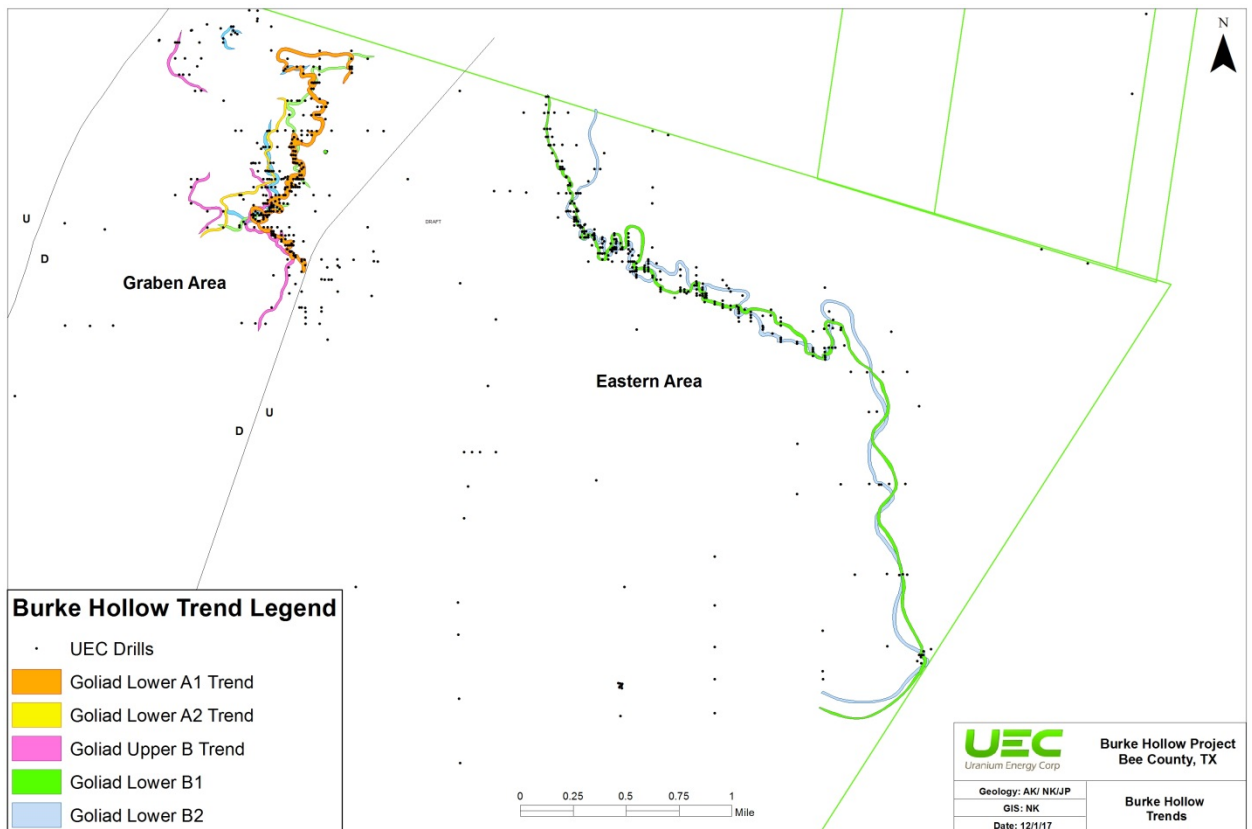 N
DRAFT
U
D
Graben Area
Eastern Area
U
D
Burke Hollow Trend Legend
UEC Drills
Goliad Lower A1 Trend
Goliad Lower A2 Trend
Goliad Upper B Trend
Goliad Lower B1
Goliad Lower B2
0 0.25 0.5 0.75 1
Mile
UEC
Uranium Energy Corp
Burke Hollow Project
Bee County, TX
Geology: AK/ NK/JP
GIS: NK
Date: 12/1/17
Burke Hollow
Trends